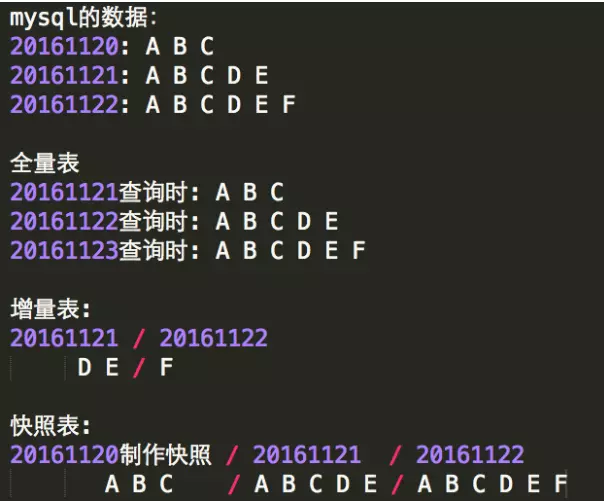 mysql的数据：
20161120: A B C
20161121: A B C D E
20161122: A B C D E F
全量表
20161121查询时: A B C
20161122查询时: A B C D E
20161123查询时: A B C D E F
增量表:
20161121 / 20161122
D E / F
快照表:
20161120制作快照 / 20161121 / 20161122
A B C / A B C D E / A B C D E F